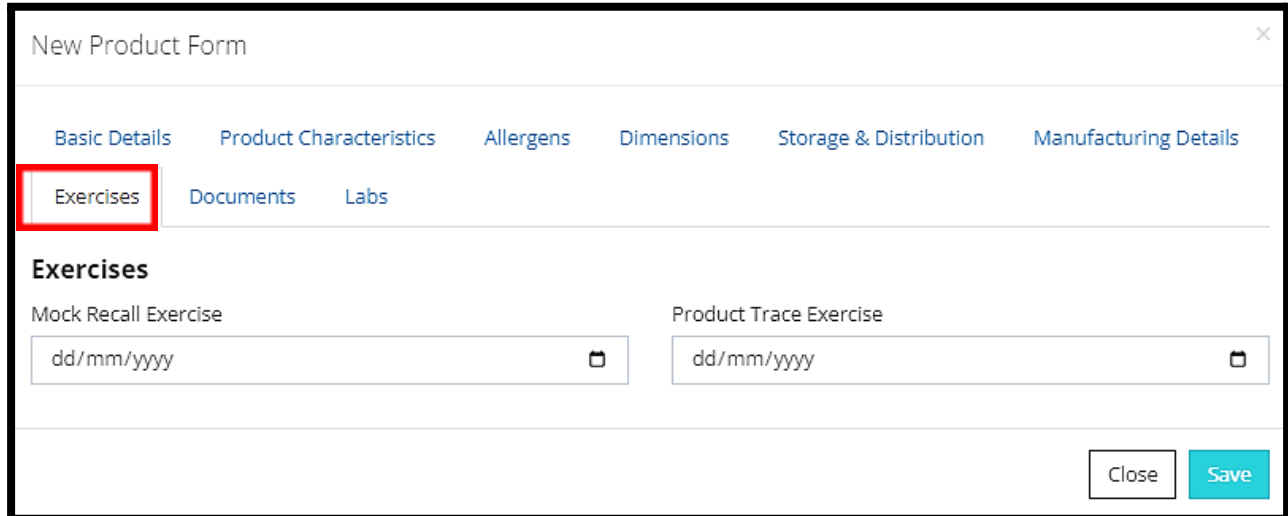 New Product Form ×
Basic Details Product Characteristics Allergens Dimensions Storage & Distribution Manufacturing Details
Exercises Documents Labs
Exercises
Mock Recall Exercise Product Trace Exercise
dd/mm/yyyy dd/mm/yyyy
Close Save